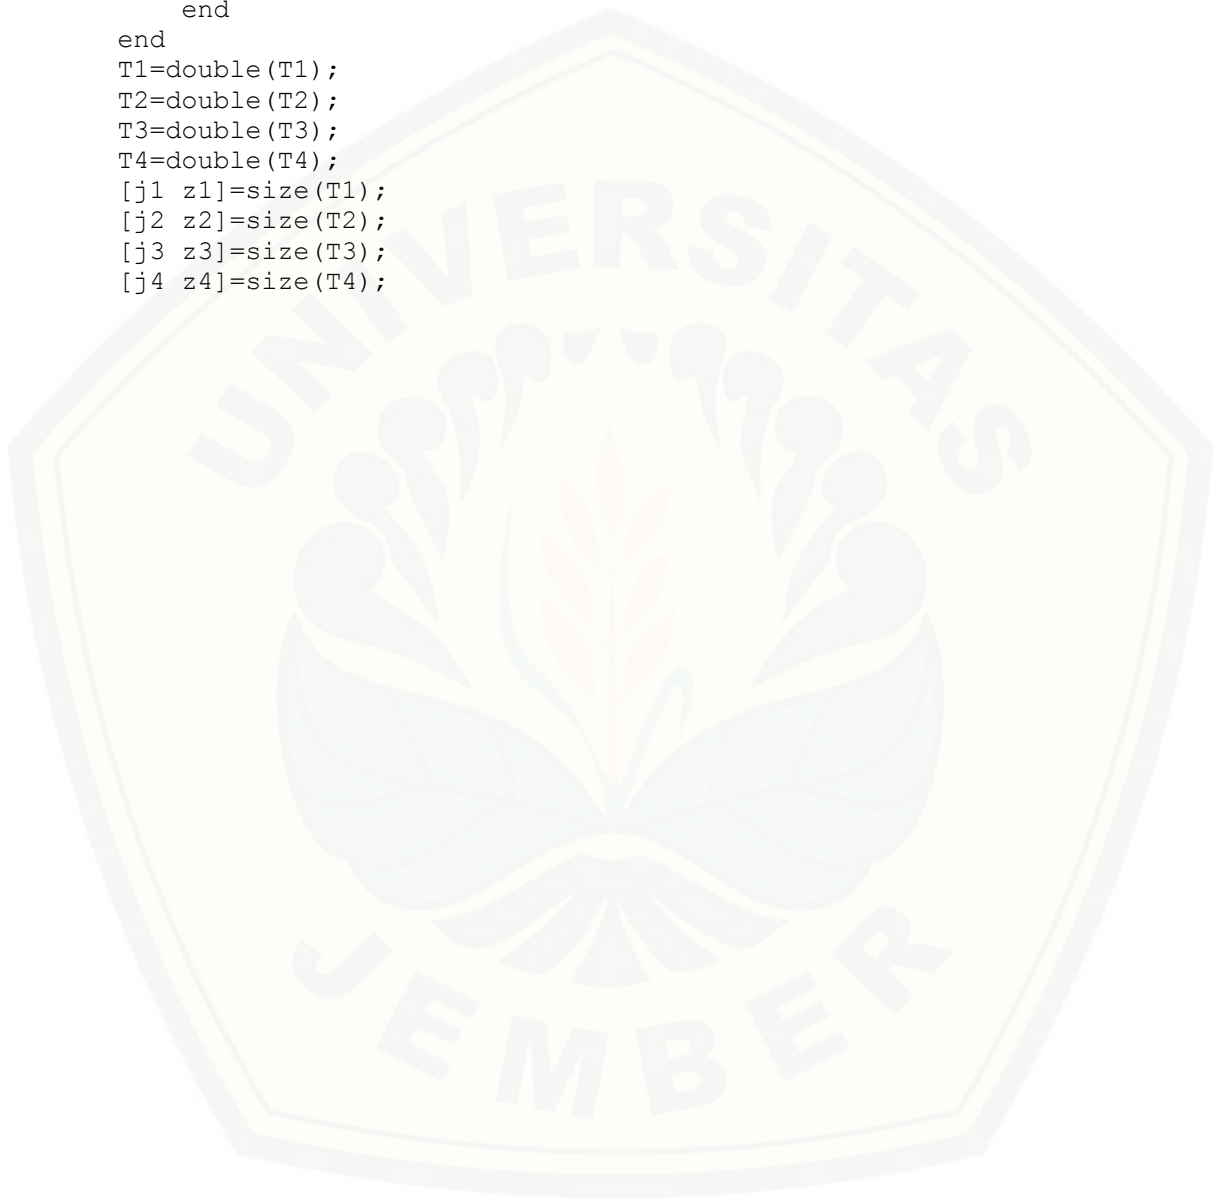 end
end
T1=double(T1);
T2=double(T2);
T3=double(T3);
T4=double(T4);
[j1 z1]=size(T1);
[j2 z2]=size(T2);
[j3 z3]=size(T3);
[j4 z4]=size(T4);
UNIVERSITAS
JEMBER